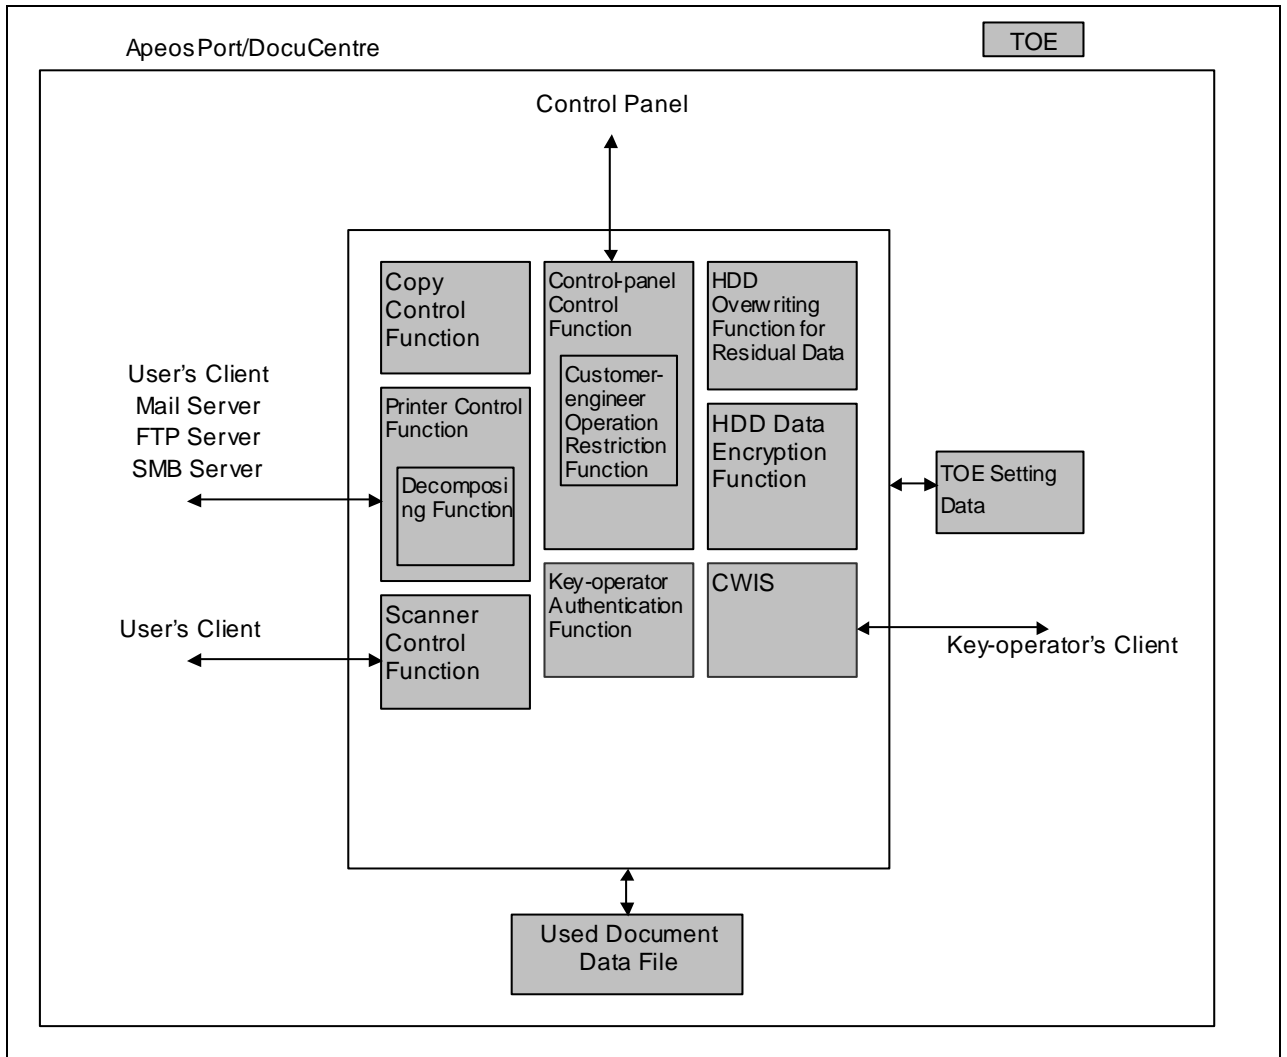 ApeosPort/DocuCentre
TOE
Control Panel
Copy
Control
Function
Control-panel
Control
Function
Customer-
engineer
Operation
Restriction
Function
HDD
Overwriting
Function for
Residual Data
User's Client
Mail Server
FTP Server
SMB Server
Printer Control
Function
Decomposi
ng Function
HDD Data
Encryption
Function
TOE Setting
Data
User's Client
Scanner
Control
Function
Key-operator
Authentication
Function
CWIS
Key-operator's Client
Used Document
Data File